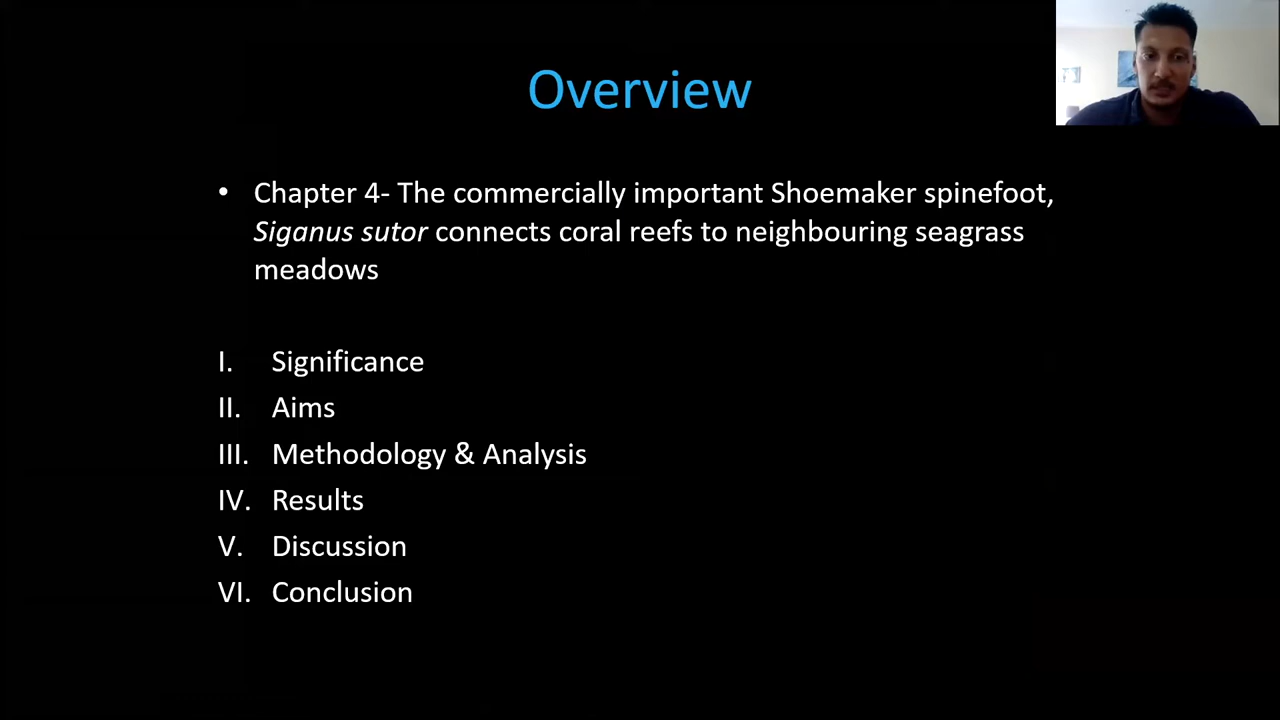 Overview
• Chapter 4- The commercially important Shoemaker spinefoot,
Siganus sutor connects coral reefs to neighbouring seagrass
meadows
I. Significance
II. Aims
III. Methodology & Analysis
IV. Results
V. Discussion
VI. Conclusion